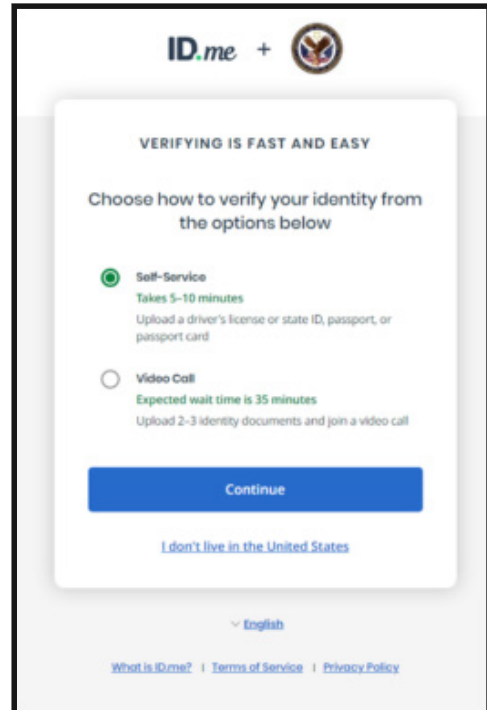 ID.me +
VERIFYING IS FAST AND EASY
Choose how to verify your identity from
the options below
Self-Service
Takes 5–10 minutes
Upload a driver's license or state ID, passport, or
passport card
Video Call
Expected wait time is 35 minutes
Upload 2–3 identity documents and join a video call
Continue
I don't live in the United States
English
What is ID.me? | Terms of Service | Privacy Policy